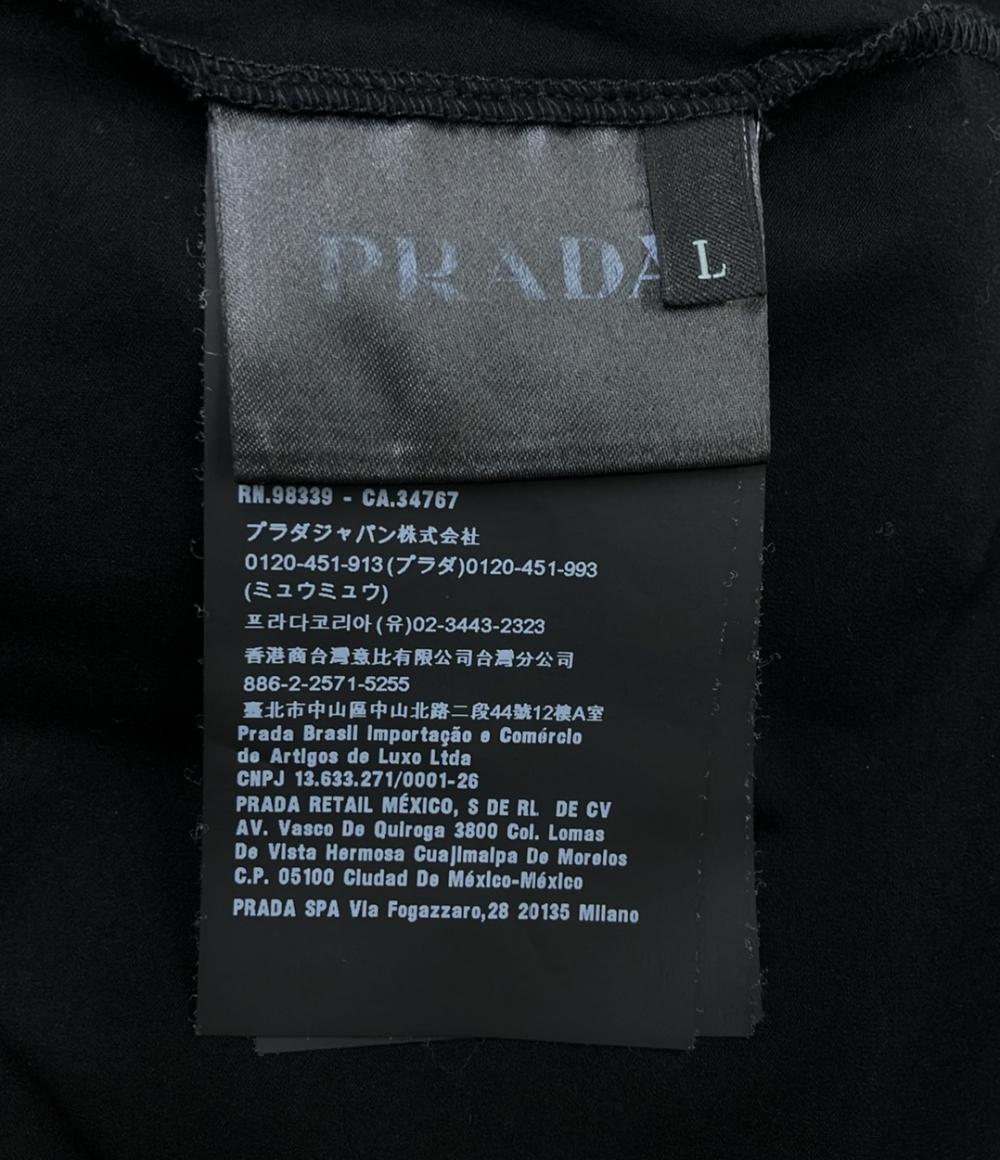 PRADA
L
RN.98339 - CA.34767
プラダジャパン株式会社
0120-451-913(プラダ)0120-451-993
(ミュウミュウ)
프라다코리아(유)02-3443-2323
香港商台灣意比有限公司台灣分公司
886-2-2571-5255
臺北市中山區中山北路二段44號12樓A室
Prada Brasil Importação e Comércio
de Artigos de Luxo Ltda
CNPJ 13.633.271/0001-26
PRADA RETAIL MÉXICO, S DE RL DE CV
AV. Vasco De Quiroga 3800 Col. Lomas
De Vista Hermosa Cuajimalpa De Morelos
C.P. 05100 Ciudad De México-México
PRADA SPA Via Fogazzaro,28 20135 Milano